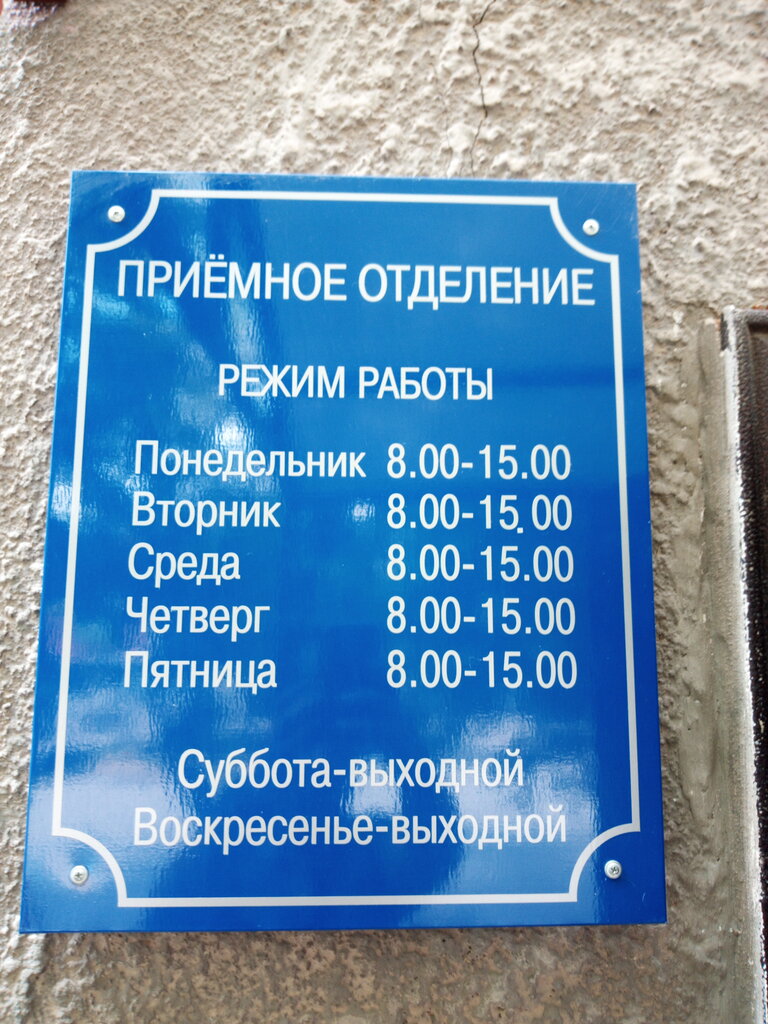 ПРИЁМНОЕ ОТДЕЛЕНИЕ
РЕЖИМ РАБОТЫ
Понедельник 8.00-15.00
Вторник 8.00-15.00
Среда 8.00-15.00
Четверг 8.00-15.00
Пятница 8.00-15.00
Суббота-выходной
Воскресенье-выходной